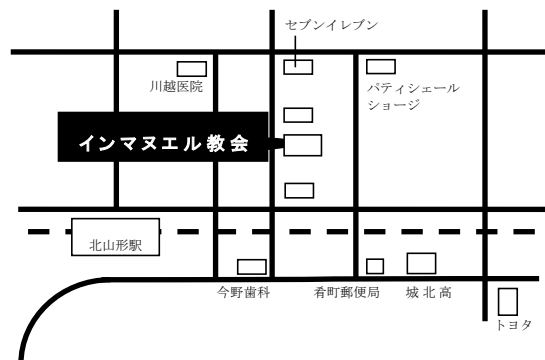 セブンイレブン
川越医院
パティシェール
ショージ
インマヌエル教会
北山形駅
今野歯科
肴町郵便局
城北高
トヨタ